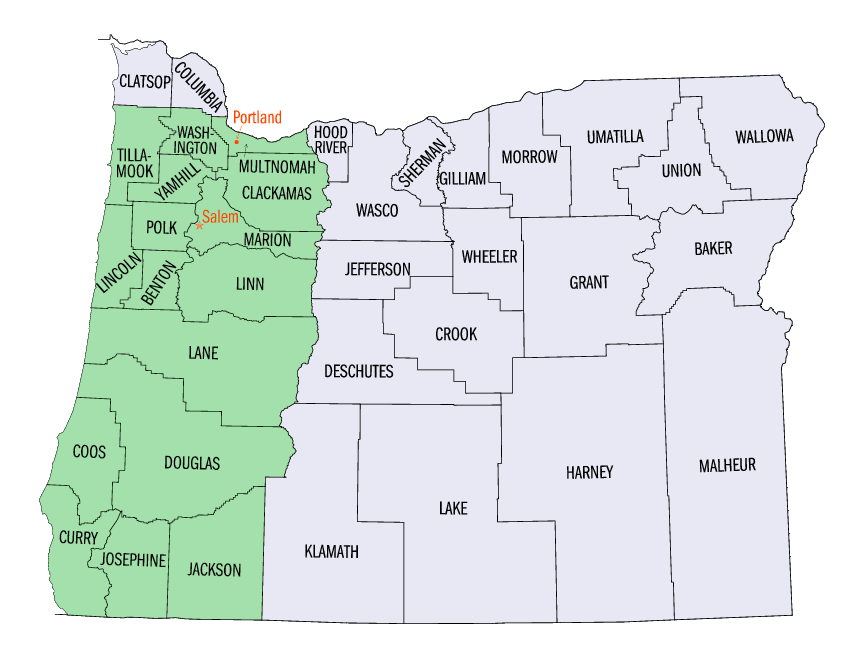 CLATSOP
COLUMBIA
Portland
WASH-
INGTON
HOOD
RIVER
TILLA-
MOOK
YAMHILL
MULTNOMAH
CLACKAMAS
SHERMAN
GILLIAM
MORROW
UMATILLA
UNION
WALLOWA
POLK
Salem
MARION
WASCO
LINCOLN
BENTON
LINN
JEFFERSON
WHEELER
GRANT
BAKER
LANE
DESCHUTES
CROOK
COOS
DOUGLAS
HARNEY
MALHEUR
LAKE
CURRY
JOSEPHINE
JACKSON
KLAMATH